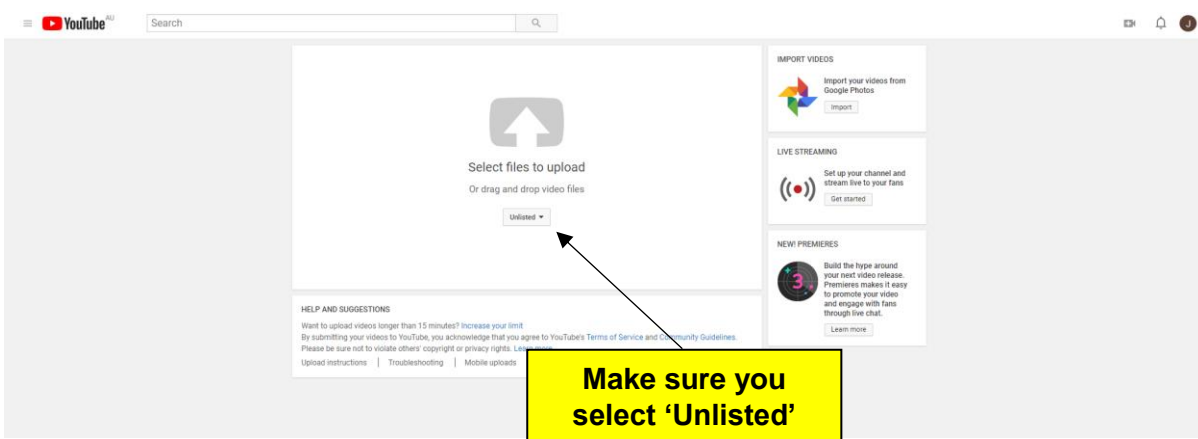 YouTube AU
Search
J
Select files to upload
Or drag and drop video files
Unlisted
IMPORT VIDEOS
Import your videos from
Google Photos
Import
LIVE STREAMING
Set up your channel and
stream live to your fans
Get started
NEW! PREMIERES
3
Build the hype around
your next video release.
Premieres makes it easy
to promote your video
and engage with fans
through live chat.
Learn more
HELP AND SUGGESTIONS
Want to upload videos longer than 15 minutes? Increase your limit
By submitting your videos to YouTube, you acknowledge that you agree to YouTube's Terms of Service and Community Guidelines.
Please be sure not to violate others' copyright or privacy rights. Learn more
Upload instructions | Troubleshooting | Mobile uploads
Make sure you
select ‘Unlisted’